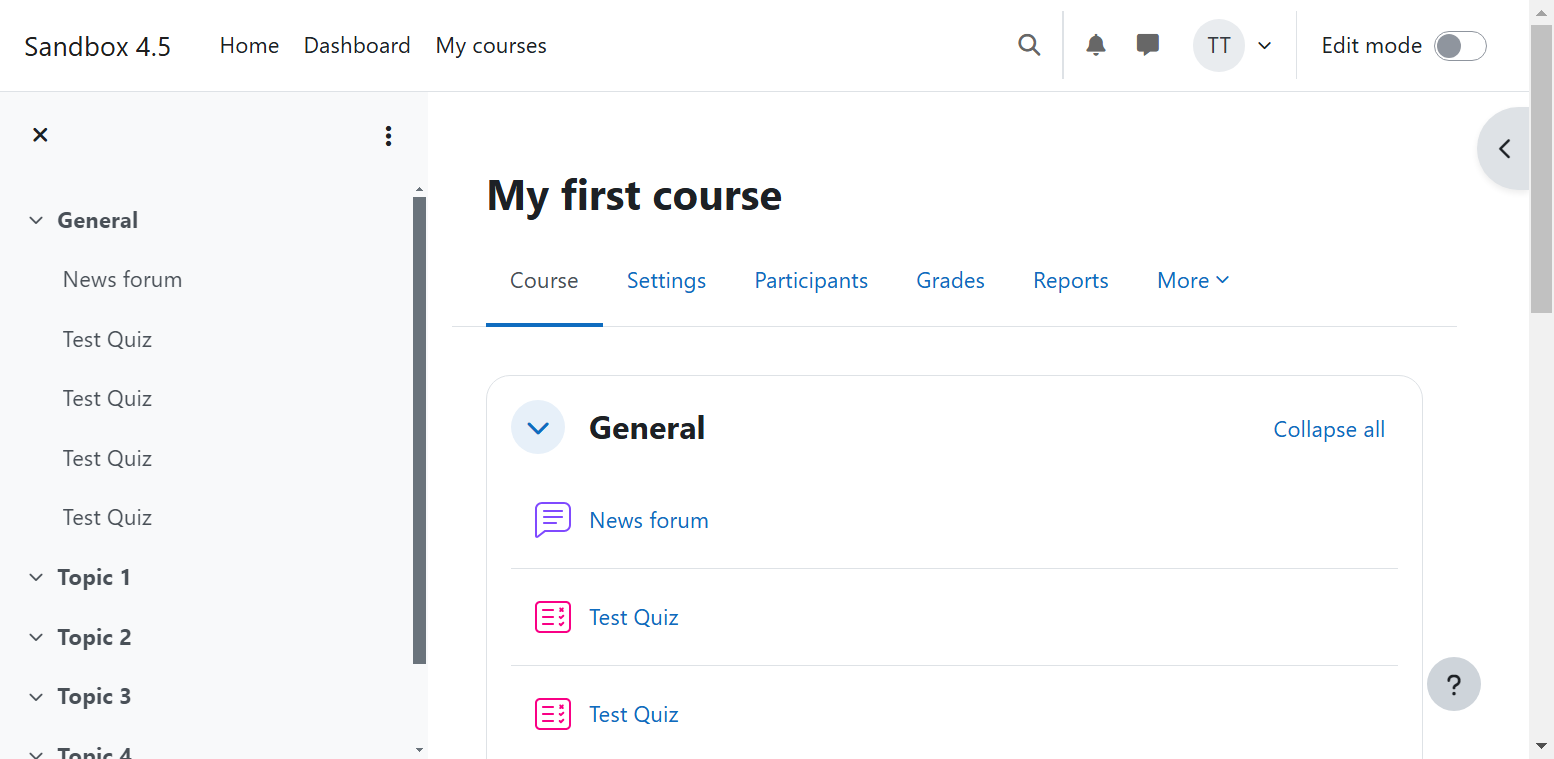 Sandbox 4.5 Home Dashboard My courses TT Edit mode
General
News forum
Test Quiz
Test Quiz
Test Quiz
Test Quiz
Topic 1
Topic 2
Topic 3
Topic 4
My first course
Course Settings Participants Grades Reports More
General Collapse all
News forum
Test Quiz
Test Quiz
?